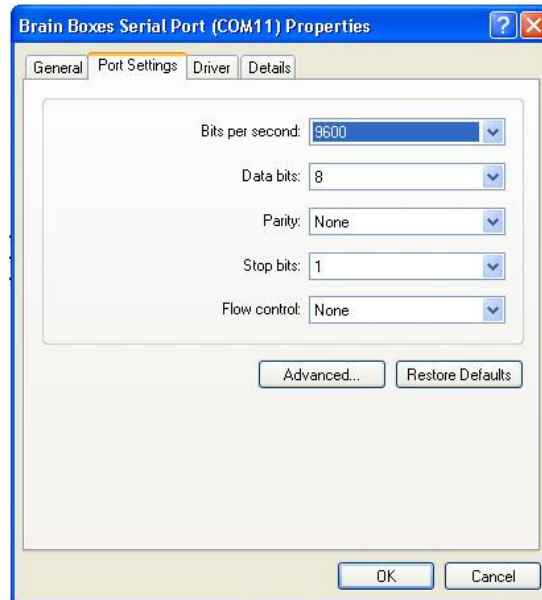 Brain Boxes Serial Port (COM11) Properties
General Port Settings Driver Details
Bits per second: 9600
Data bits: 8
Parity: None
Stop bits: 1
Flow control: None
Advanced... Restore Defaults
OK Cancel